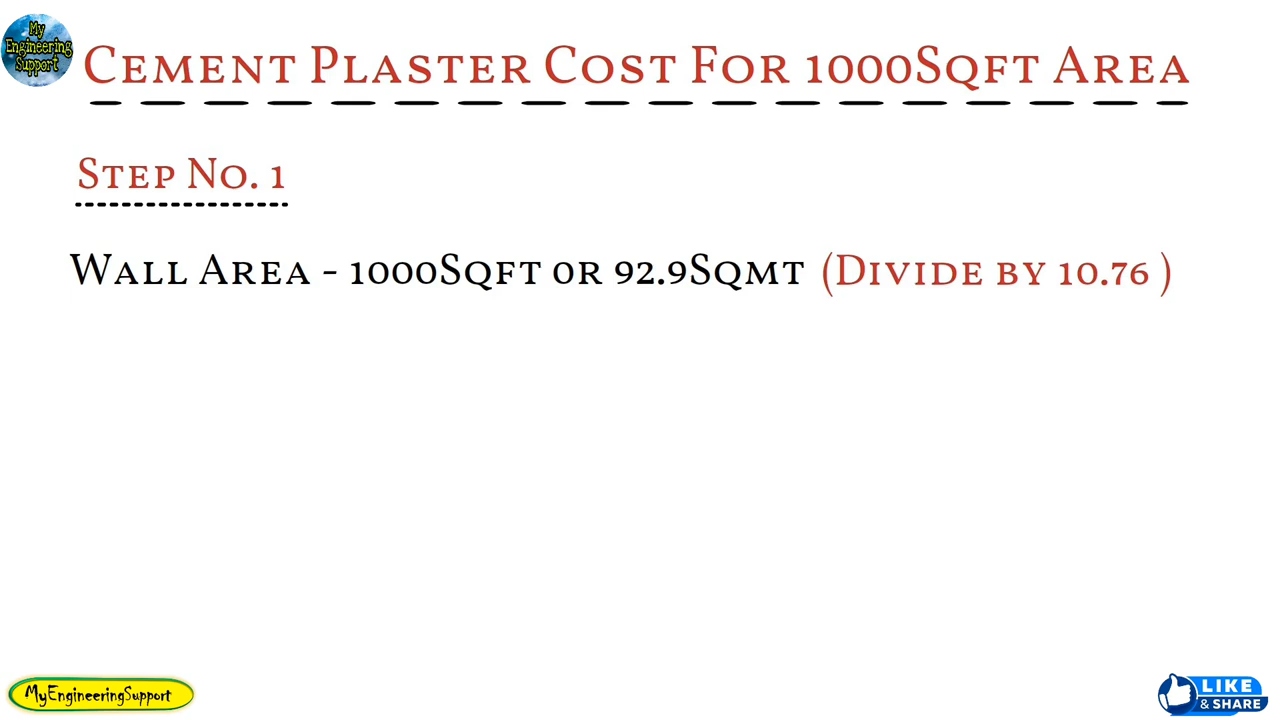 My
Engineering
Support
Cement Plaster Cost For 1000Sqft Area
Step No. 1
Wall Area - 1000Sqft or 92.9Sqmt (Divide by 10.76 )
MyEngineeringSupport
LIKE
& SHARE